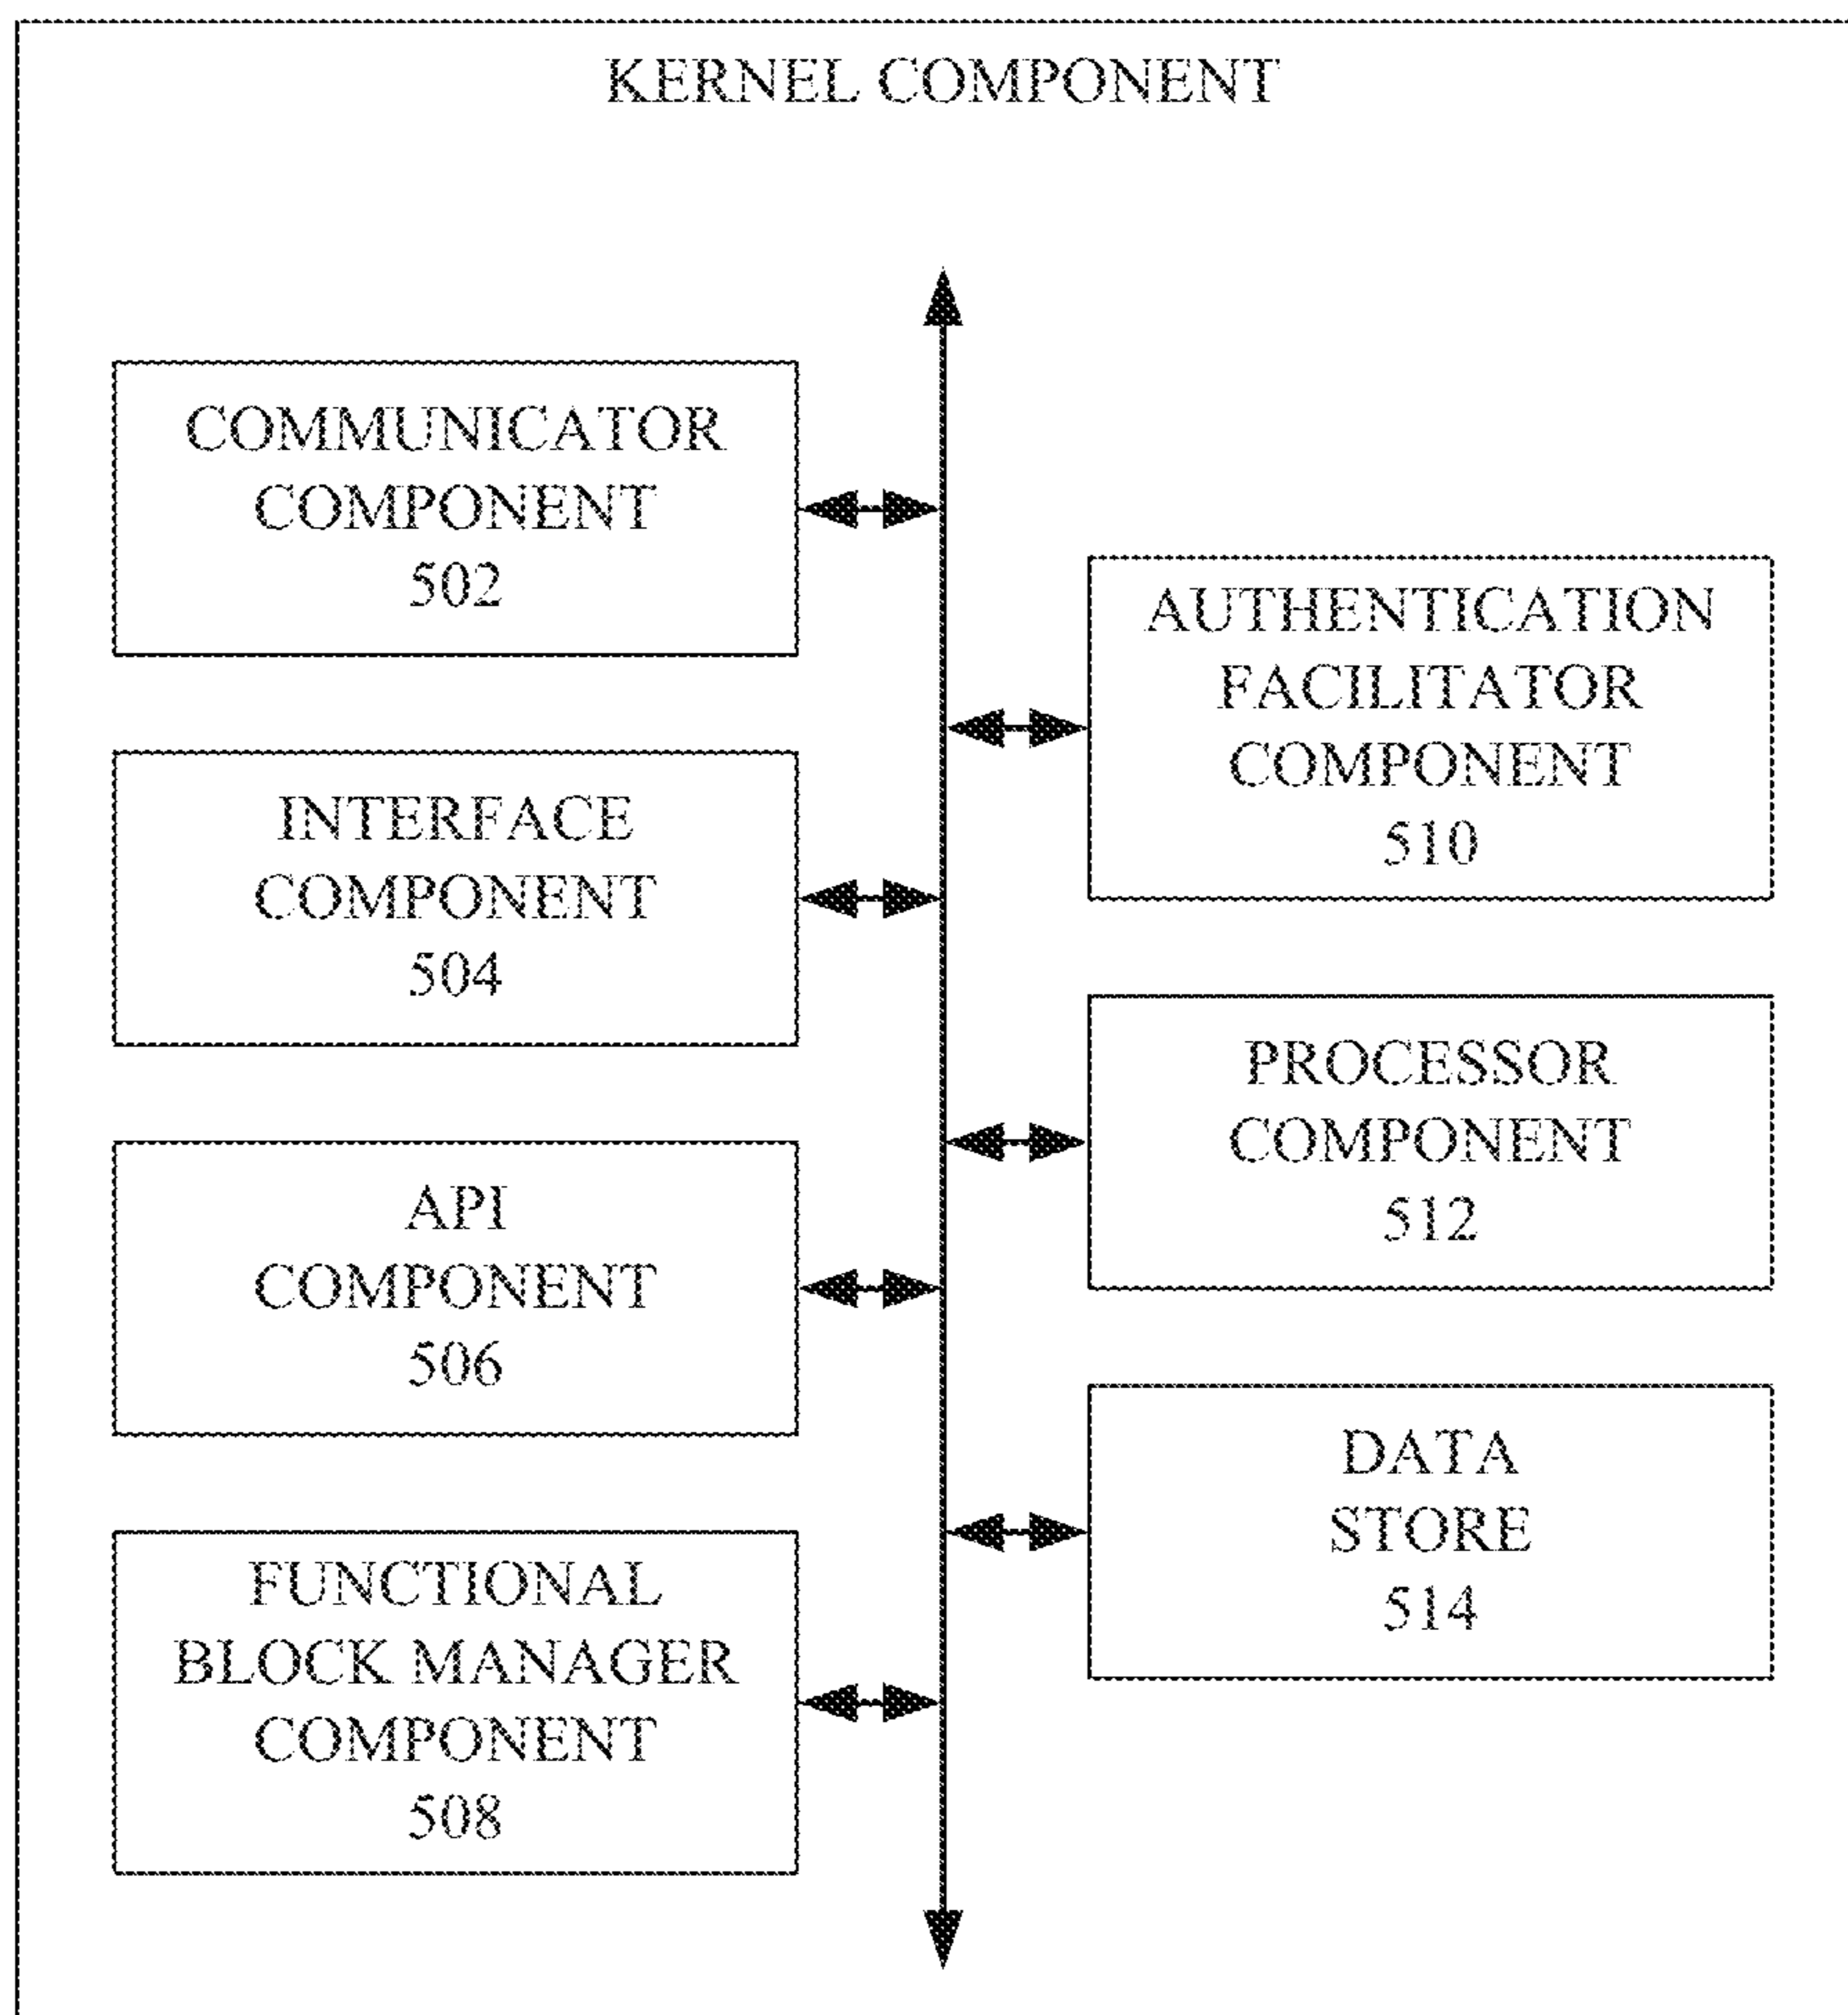 KERNEL COMPONENT
COMMUNICATOR
COMPONENT
502
INTERFACE
COMPONENT
504
API
COMPONENT
506
FUNCTIONAL
BLOCK MANAGER
COMPONENT
508
AUTHENTICATION
FACILITATOR
COMPONENT
510
PROCESSOR
COMPONENT
512
DATA
STORE
514